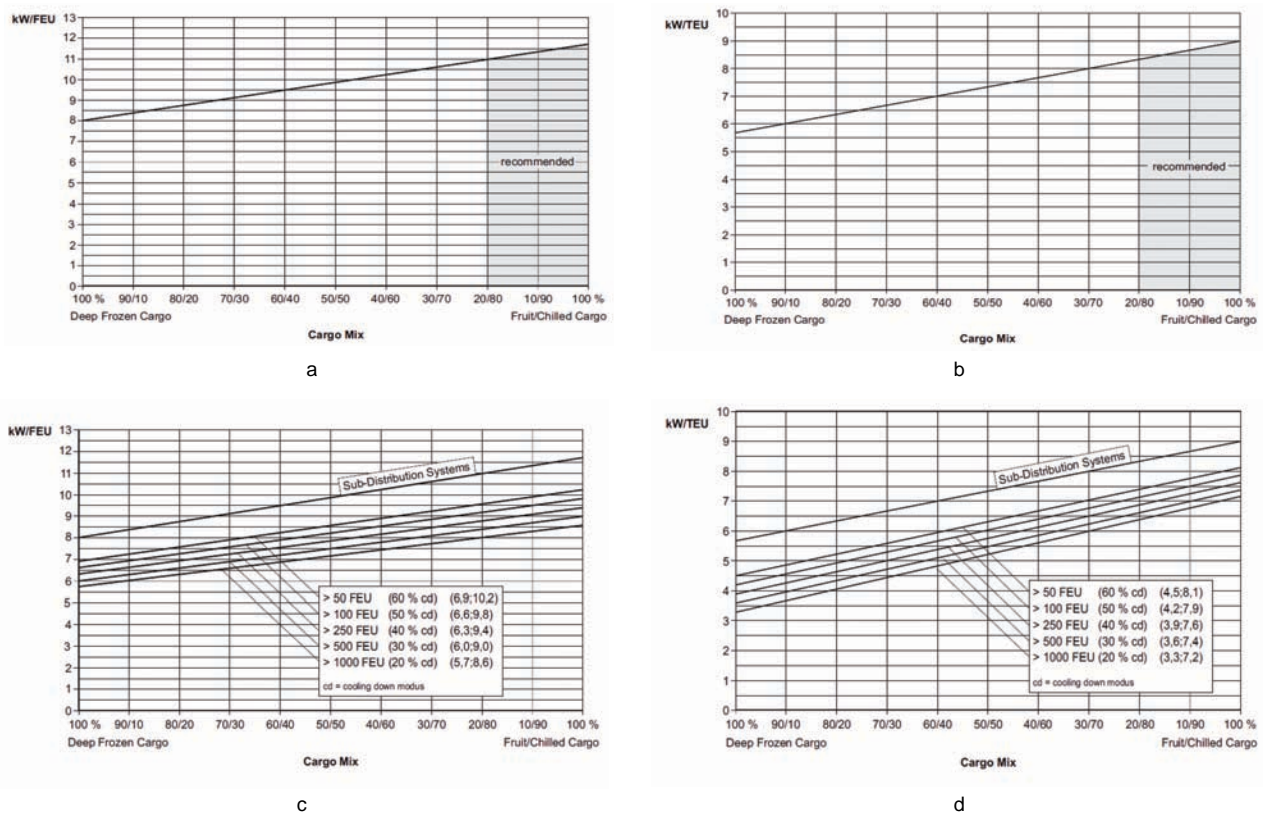 kW/FEU
13
12
11
10
9
8
7
6
5
4
3
2
1
0
recommended
100 % 90/10 80/20 70/30 60/40 50/50 40/60 30/70 20/80 10/90 100 %
Deep Frozen Cargo Fruit/Chilled Cargo
Cargo Mix
a
kW/TEU
10
9
8
7
6
5
4
3
2
1
0
recommended
100 % 90/10 80/20 70/30 60/40 50/50 40/60 30/70 20/80 10/90 100 %
Deep Frozen Cargo Fruit/Chilled Cargo
Cargo Mix
b
kW/FEU
13
12
11
10
9
8
7
6
5
4
3
2
1
0
Sub-Distribution Systems
> 50 FEU (60 % cd) (6,9;10,2)
> 100 FEU (50 % cd) (6,6;9,8)
> 250 FEU (40 % cd) (6,3;9,4)
> 500 FEU (30 % cd) (6,0;9,0)
> 1000 FEU (20 % cd) (5,7;8,6)
cd = cooling down modus
100 % 90/10 80/20 70/30 60/40 50/50 40/60 30/70 20/80 10/90 100 %
Deep Frozen Cargo Fruit/Chilled Cargo
Cargo Mix
c
kW/TEU
10
9
8
7
6
5
4
3
2
1
0
Sub-Distribution Systems
> 50 FEU (60 % cd) (4,5;8,1)
> 100 FEU (50 % cd) (4,2;7,9)
> 250 FEU (40 % cd) (3,9;7,6)
> 500 FEU (30 % cd) (3,6;7,4)
> 1000 FEU (20 % cd) (3,3;7,2)
cd = cooling down modus
100 % 90/10 80/20 70/30 60/40 50/50 40/60 30/70 20/80 10/90 100 %
Deep Frozen Cargo Fruit/Chilled Cargo
Cargo Mix
d